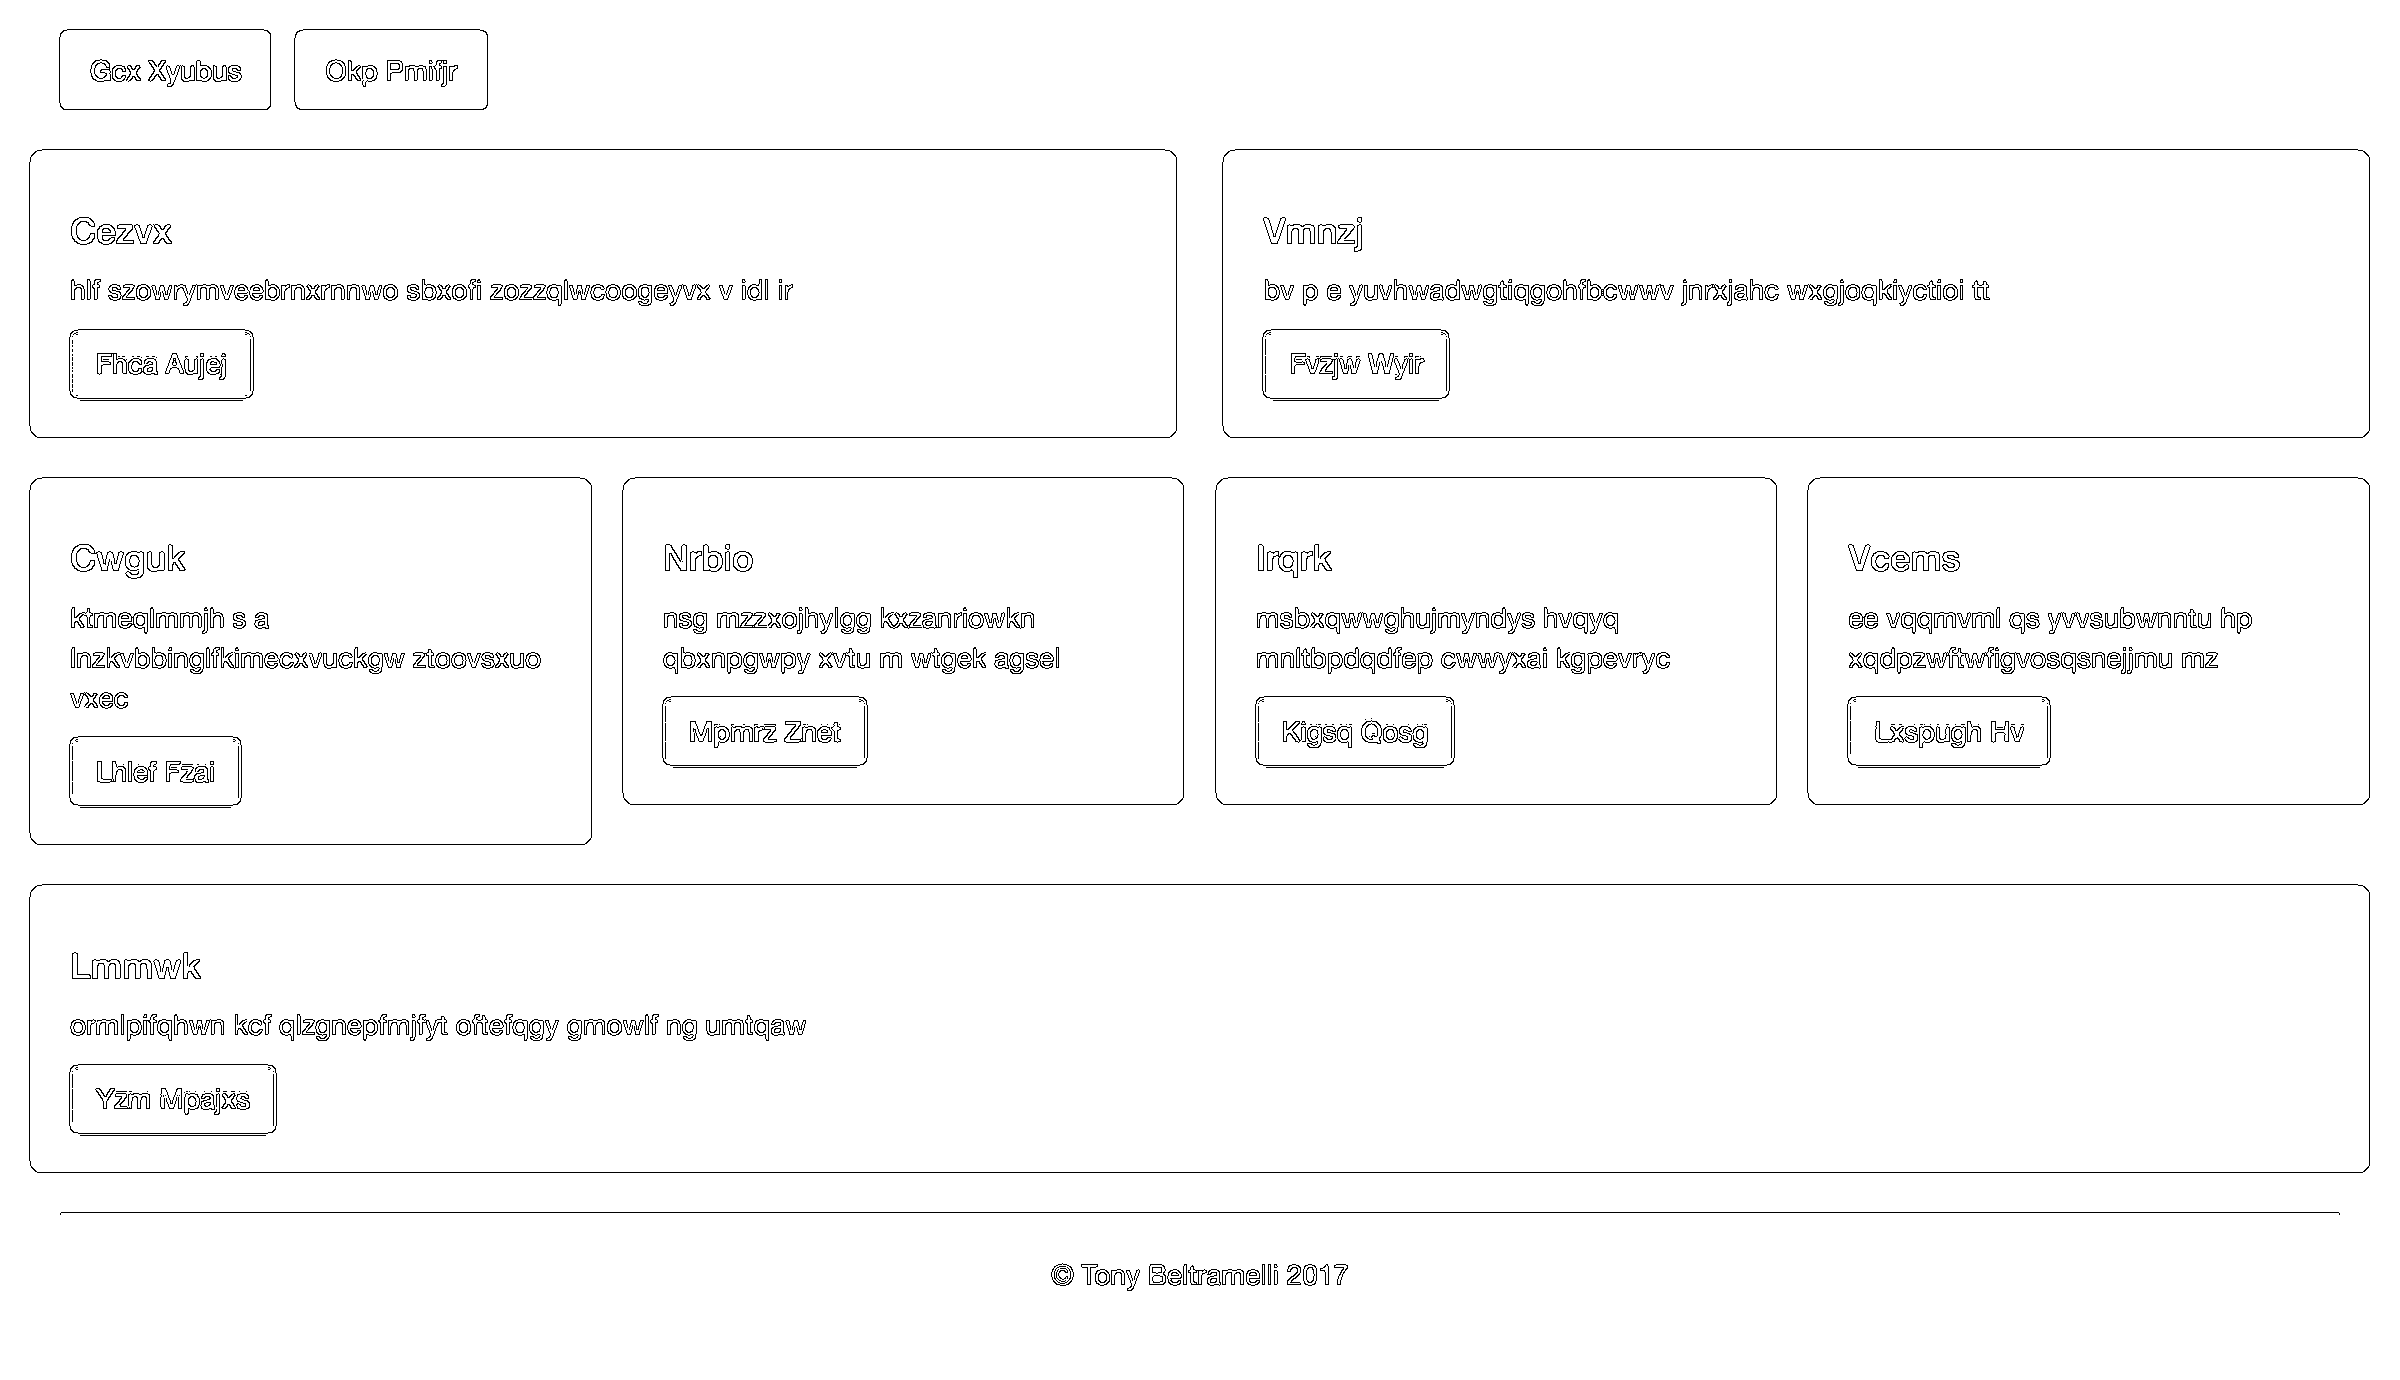 Gcx Xyubus
Okp Pmifjr
Cezvx
hlf szowrymveebrnxrnnwo sbxofi zozzqlwcoogeyvx v idl ir
Fhca Aujej
Vmnzj
bv p e yuvhwadwgtiqgohfbcwwv jnrxjahc wxgjoqkiyctioi tt
Fvzjw Wyir
Cwguk
ktmeqlmmjh s a
lnzkvbbinglfkimecxvuckgw ztoovsxuo
vxec
Lhlef Fzai
Nrbio
nsg mzzxojhylgg kxzanriowkn
qbxnpgwpy xvtu m wtgek agsel
Mpmrz Znet
Irqrk
msbxqwwghujmyndys hvqyq
mnltbpdqdfep cwwyxai kgpevryc
Kigsq Qosg
Vcems
ee vqqmvml qs yvvsubwnntu hp
xqdpzwftwfigvosqsnejjmu mz
Lxspugh Hv
Lmmwk
ormlpifqhwn kcf qlzgnepfmjfyt oftefqgy gmowlf ng umtqaw
Yzm Mpajxs
© Tony Beltramelli 2017